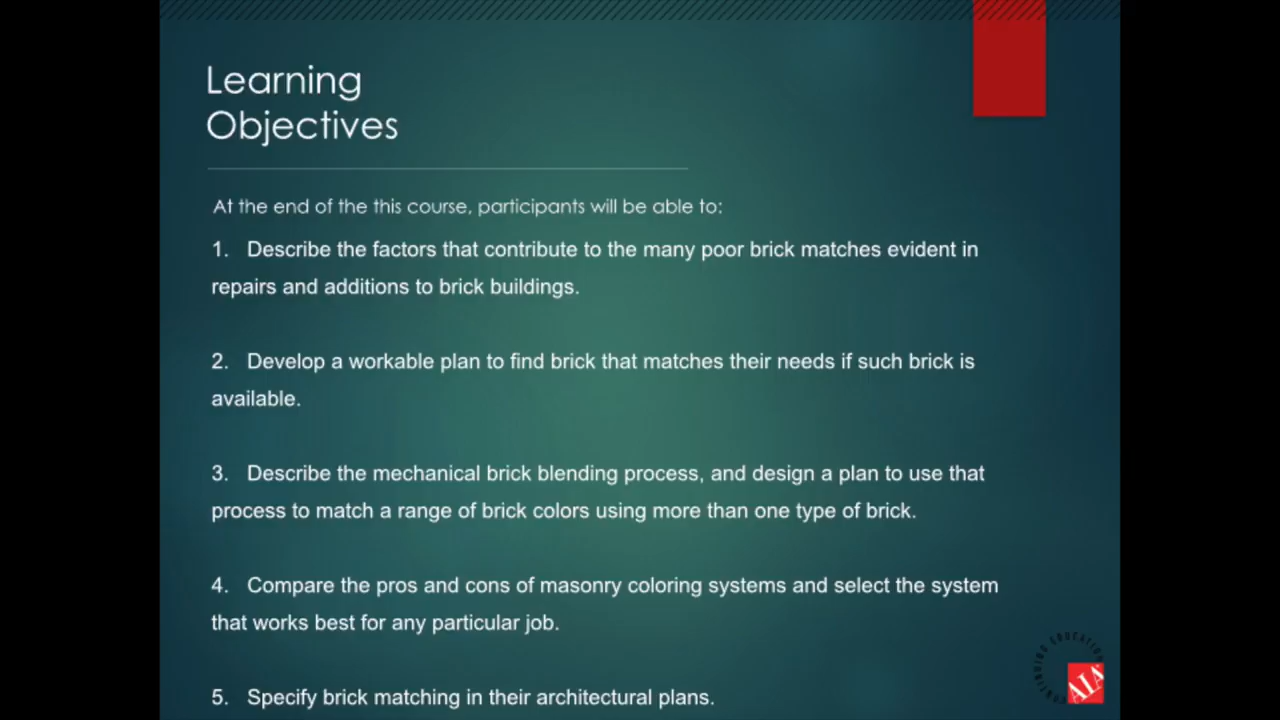 Learning
Objectives
At the end of the this course, participants will be able to:
1. Describe the factors that contribute to the many poor brick matches evident in
repairs and additions to brick buildings.
2. Develop a workable plan to find brick that matches their needs if such brick is
available.
3. Describe the mechanical brick blending process, and design a plan to use that
process to match a range of brick colors using more than one type of brick.
4. Compare the pros and cons of masonry coloring systems and select the system
that works best for any particular job.
5. Specify brick matching in their architectural plans.
CONTINUING EDUCATION
AIA